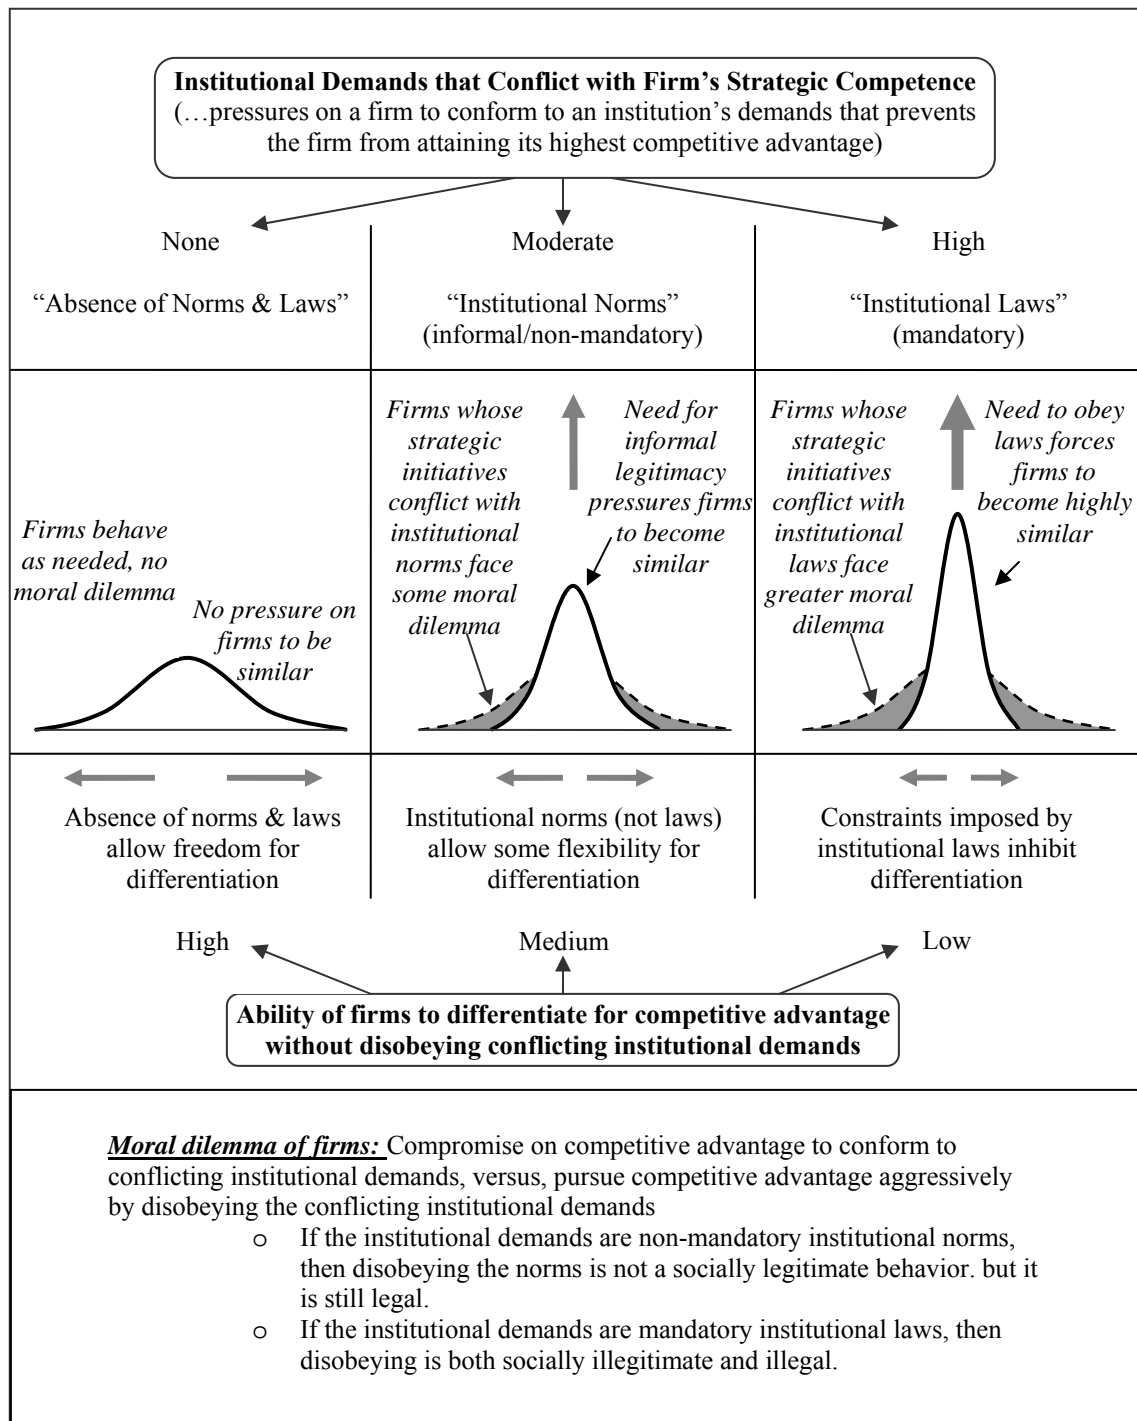 Institutional Demands that Conflict with Firm's Strategic Competence
(…pressures on a firm to conform to an institution's demands that prevents
the firm from attaining its highest competitive advantage)
None
"Absence of Norms & Laws"
Moderate
"Institutional Norms"
(informal/non-mandatory)
High
"Institutional Laws"
(mandatory)
Firms behave
as needed, no
moral dilemma
No pressure on
firms to be
similar
Firms whose
strategic
initiatives
conflict with
institutional
norms face
some moral
dilemma
Need for
informal
legitimacy
pressures firms
to become
similar
Firms whose
strategic
initiatives
conflict with
institutional
laws face
greater moral
dilemma
Need to obey
laws forces
firms to
become highly
similar
Absence of norms & laws
allow freedom for
differentiation
Institutional norms (not laws)
allow some flexibility for
differentiation
Constraints imposed by
institutional laws inhibit
differentiation
High
Medium
Low
Ability of firms to differentiate for competitive advantage
without disobeying conflicting institutional demands
Moral dilemma of firms: Compromise on competitive advantage to conform to
conflicting institutional demands, versus, pursue competitive advantage aggressively
by disobeying the conflicting institutional demands
o If the institutional demands are non-mandatory institutional norms,
then disobeying the norms is not a socially legitimate behavior. but it
is still legal.
o If the institutional demands are mandatory institutional laws, then
disobeying is both socially illegitimate and illegal.